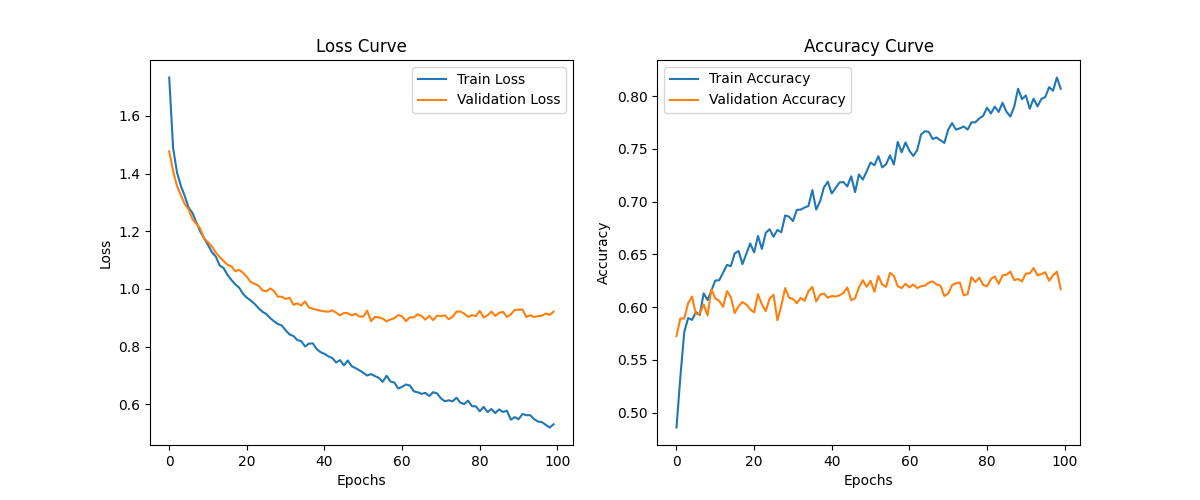 Loss Curve
Train Loss
Validation Loss
1.6
1.4
1.2
1.0
0.8
0.6
Loss
0
20
40
60
80
100
Epochs
Accuracy Curve
Train Accuracy
Validation Accuracy
0.80
0.75
0.70
0.65
0.60
0.55
0.50
Accuracy
0
20
40
60
80
100
Epochs